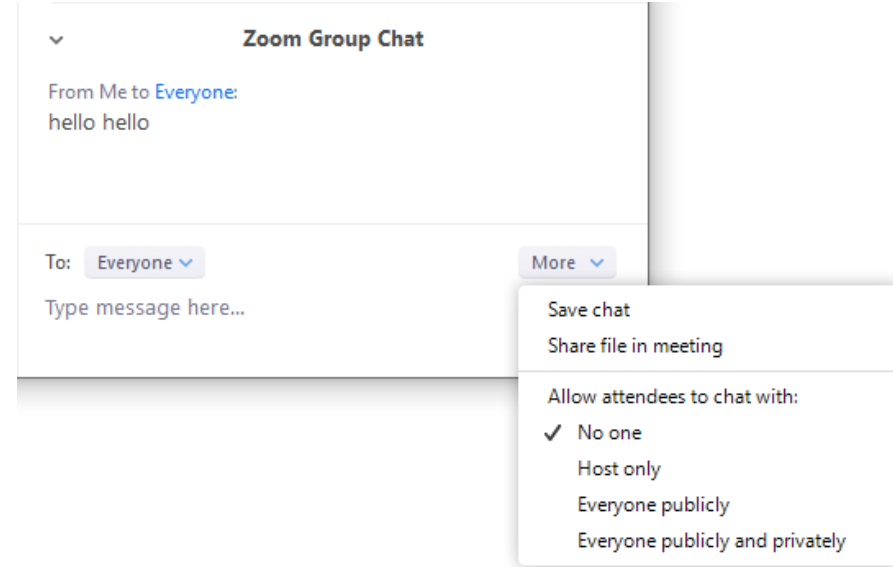 Zoom Group Chat
From Me to Everyone:
hello hello
To: Everyone More
Type message here...
Save chat
Share file in meeting
Allow attendees to chat with:
✓ No one
Host only
Everyone publicly
Everyone publicly and privately